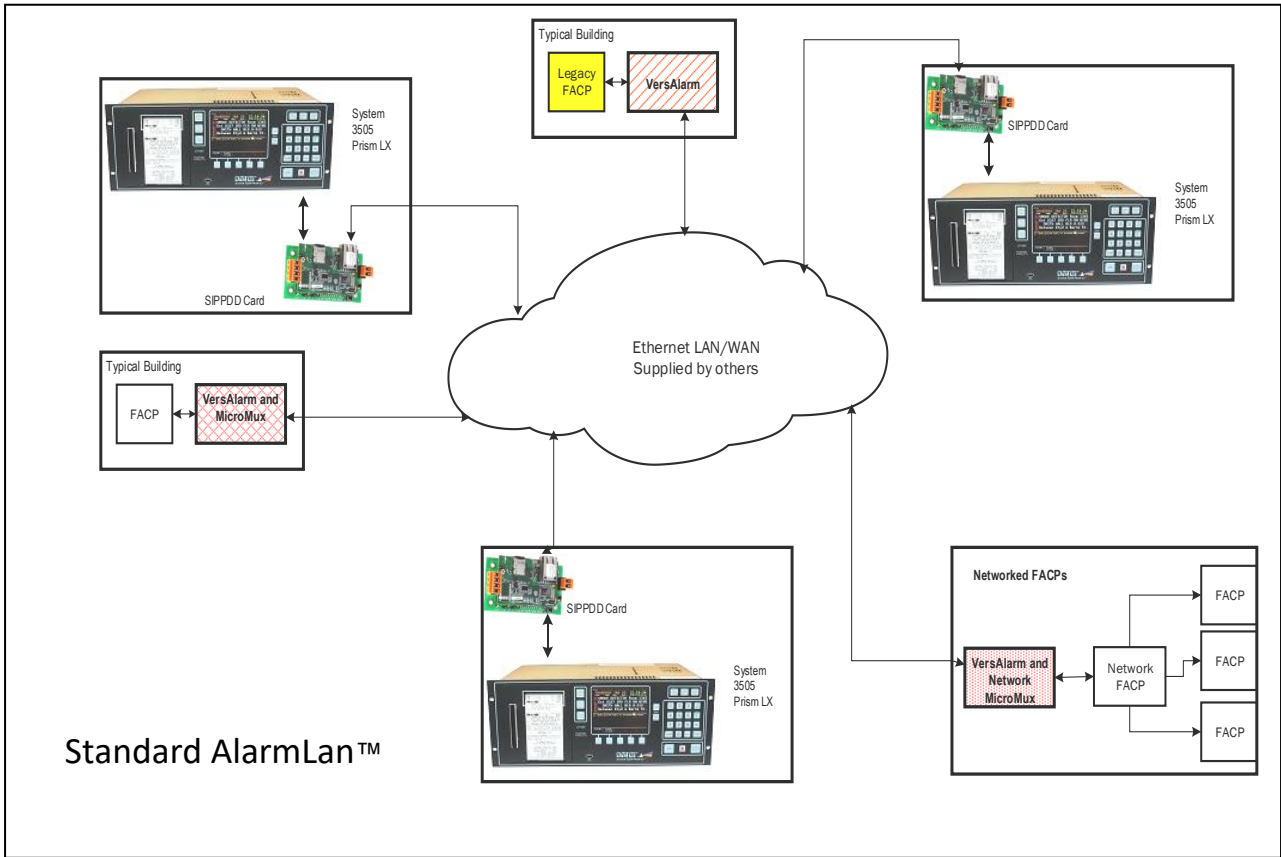 Typical Building
Legacy
FACP
VersAlarm
System
3505
Prism LX
SIPPDD Card
SIPPDD Card
System
3505
Prism LX
Ethernet LAN/WAN
Supplied by others
Typical Building
FACP
VersAlarm and
MicroMux
SIPPDD Card
System
3505
Prism LX
Networked FACPs
VersAlarm and
Network
MicroMux
Network
FACP
FACP
FACP
FACP
Standard AlarmLan™